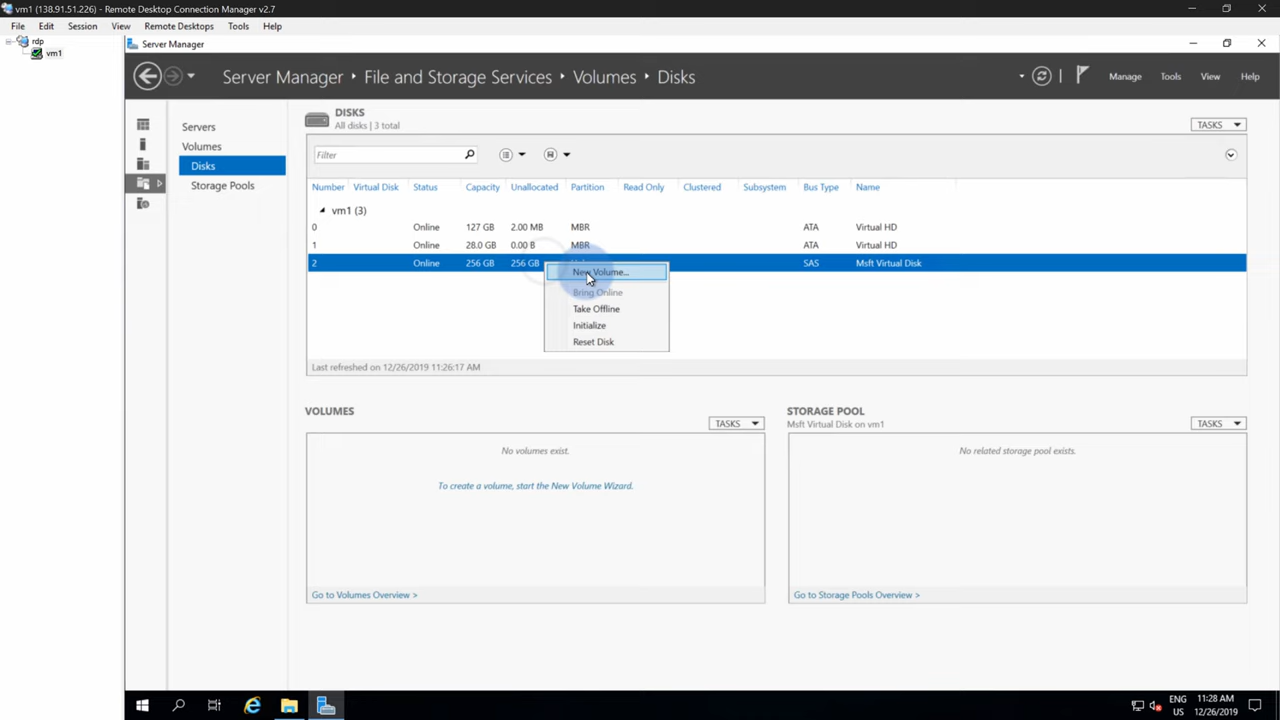 vm1 (138.91.51.226) - Remote Desktop Connection Manager v2.7
File Edit Session View Remote Desktops Tools Help
rdp
vm1
Server Manager
Server Manager ‣ File and Storage Services ‣ Volumes ‣ Disks
Manage Tools View Help
Servers
Volumes
Disks
Storage Pools
DISKS
All disks | 3 total
TASKS
Filter
Number Virtual Disk Status Capacity Unallocated Partition Read Only Clustered Subsystem Bus Type Name
vm1 (3)
0 Online 127 GB 2.00 MB MBR ATA Virtual HD
1 Online 28.0 GB 0.00 B MBR ATA Virtual HD
2 Online 256 GB 256 GB SAS Msft Virtual Disk
New Volume...
Bring Online
Take Offline
Initialize
Reset Disk
Last refreshed on 12/26/2019 11:26:17 AM
VOLUMES
TASKS
No volumes exist.
To create a volume, start the New Volume Wizard.
Go to Volumes Overview >
STORAGE POOL
Msft Virtual Disk on vm1
TASKS
No related storage pool exists.
Go to Storage Pools Overview >
ENG
US
11:28 AM
12/26/2019